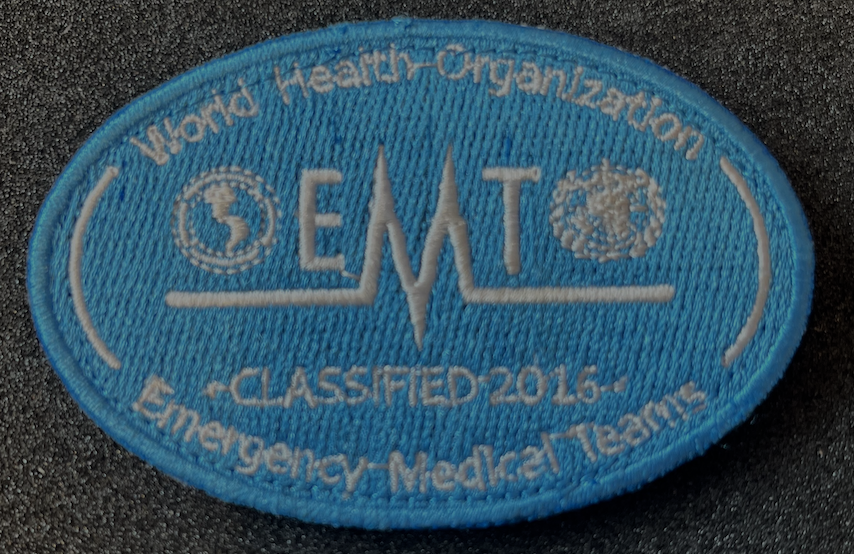 World Health Organization
EMT
CLASSIFIED 2016
Emergency Medical Teams